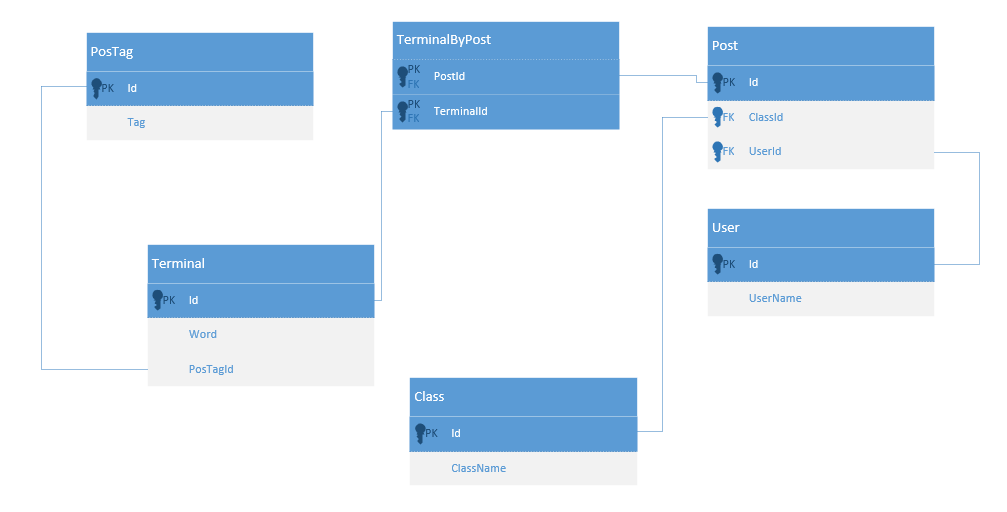 PosTag
PK Id
Tag
TerminalByPost
PK
FK PostId
PK
FK TerminalId
Post
PK Id
FK ClassId
FK UserId
User
PK Id
UserName
Terminal
PK Id
Word
PosTagId
Class
PK Id
ClassName